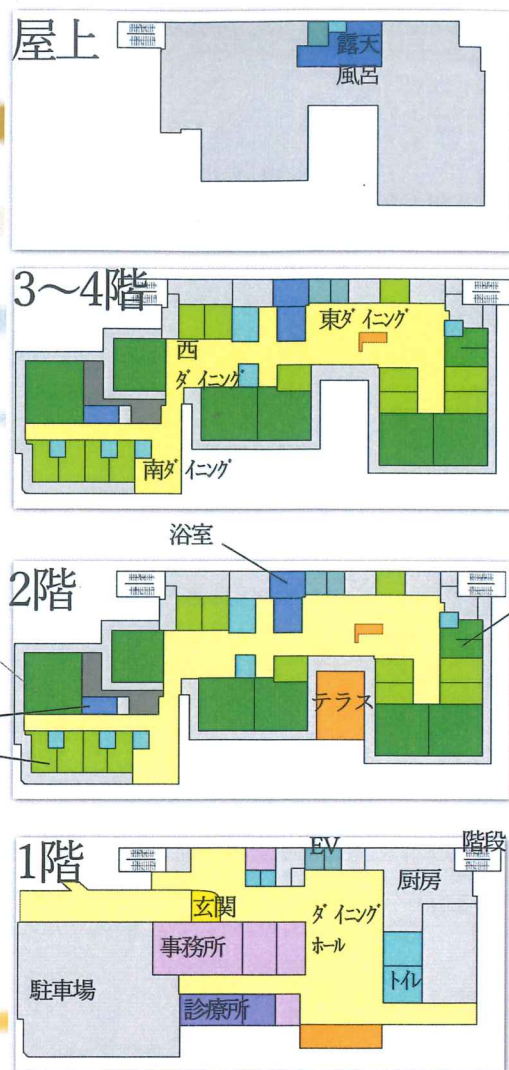 屋上
露天
風呂
3～4階
東ダイニング
西
ダイニング
南ダイニング
浴室
2階
テラス
1階
EV
階段
厨房
玄関
ダイニング
ホール
事務所
トイレ
駐車場
診療所